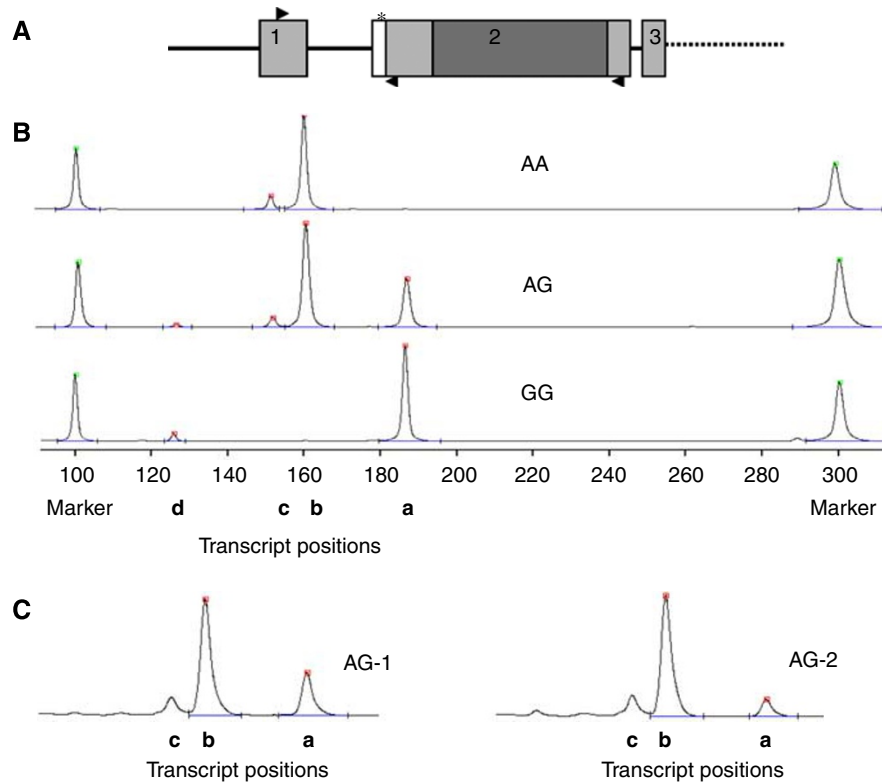 A
*
1
2
3
B
AA
AG
GG
100 120 140 160 180 200 220 240 260 280 300
Marker d c b a Marker
Transcript positions
C
AG-1
AG-2
c b a
Transcript positions
c b a
Transcript positions